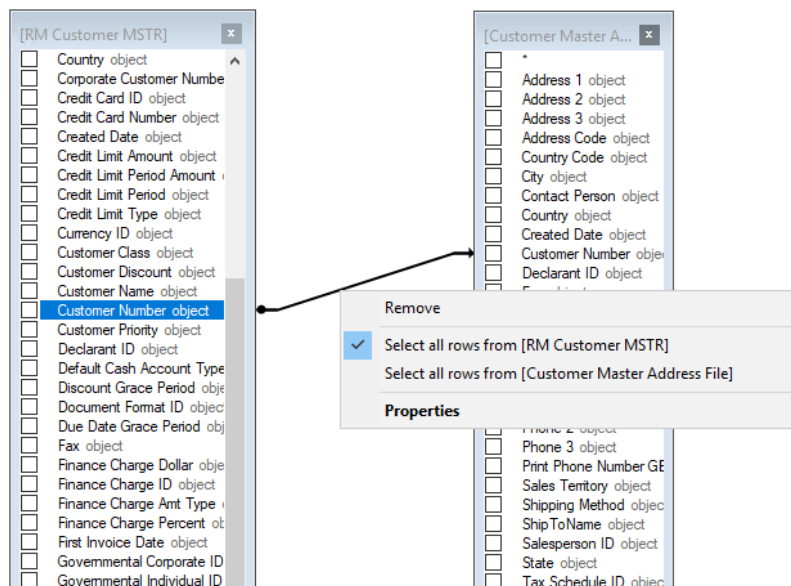 [RM Customer MSTR]
x
Country object
Corporate Customer Numbe
Credit Card ID object
Credit Card Number object
Created Date object
Credit Limit Amount object
Credit Limit Period Amount
Credit Limit Period object
Credit Limit Type object
Currency ID object
Customer Class object
Customer Discount object
Customer Name object
Customer Number object
Customer Priority object
Declarant ID object
Default Cash Account Type
Discount Grace Period obje
Document Format ID objec
Due Date Grace Period obj
Fax object
Finance Charge Dollar obje
Finance Charge ID object
Finance Charge Amt Type
Finance Charge Percent ob
First Invoice Date object
Governmental Corporate ID
Governmental Individual ID
[Customer Master A...
x
*
Address 1 object
Address 2 object
Address 3 object
Address Code object
Country Code object
City object
Contact Person object
Country object
Created Date object
Customer Number obje
Declarant ID object
Remove
Select all rows from [RM Customer MSTR]
Select all rows from [Customer Master Address File]
Properties
Phone 2 object
Phone 3 object
Print Phone Number GE
Sales Territory object
Shipping Method objec
ShipToName object
Salesperson ID object
State object
Tax Schedule ID objec